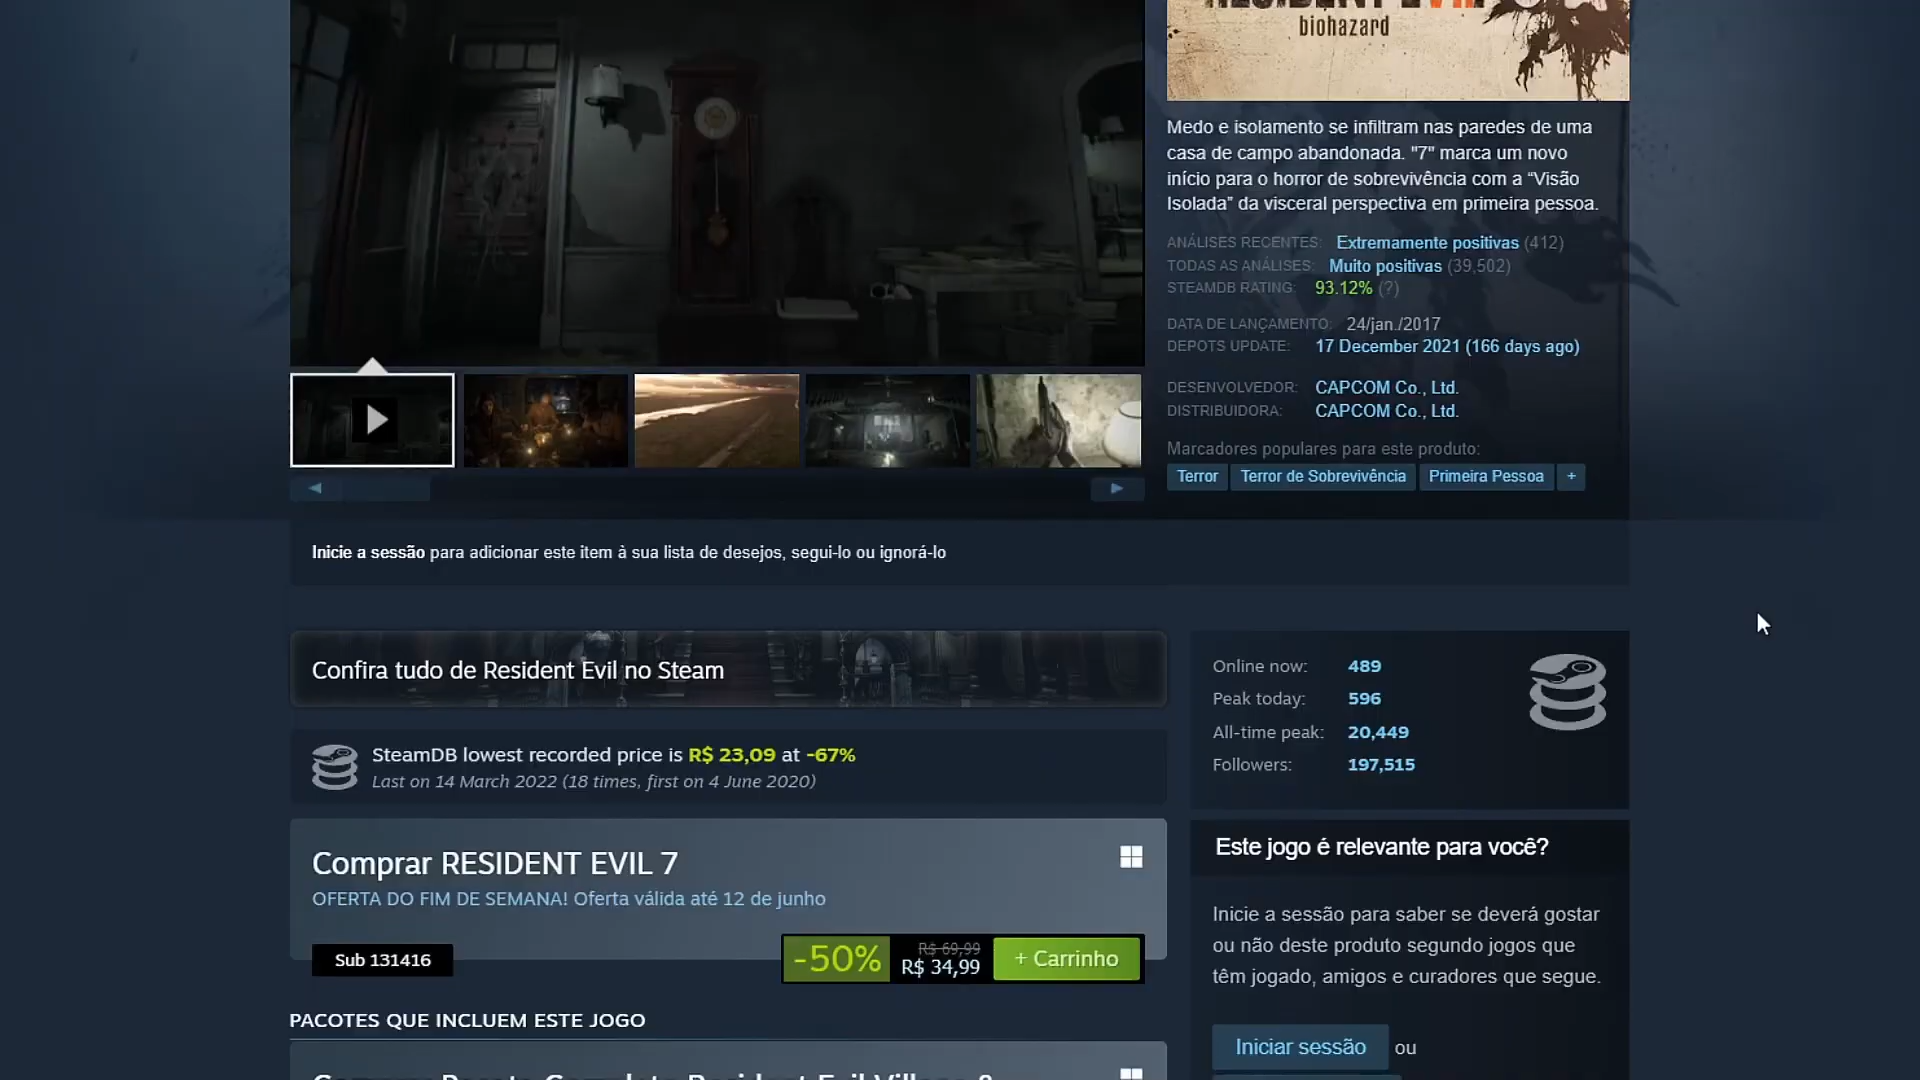 biohazard
Medo e isolamento se infiltram nas paredes de uma
casa de campo abandonada. "7" marca um novo
início para o horror de sobrevivência com a “Visão
Isolada” da visceral perspectiva em primeira pessoa.
ANÁLISES RECENTES: Extremamente positivas (412)
TODAS AS ANÁLISES: Muito positivas (39,502)
STEAMDB RATING: 93.12% (?)
DATA DE LANÇAMENTO: 24/jan./2017
DEPOTS UPDATE: 17 December 2021 (166 days ago)
DESENVOLVEDOR: CAPCOM Co., Ltd.
DISTRIBUIDORA: CAPCOM Co., Ltd.
Marcadores populares para este produto:
Terror Terror de Sobrevivência Primeira Pessoa +
Inicie a sessão para adicionar este item à sua lista de desejos, segui-lo ou ignorá-lo
Confira tudo de Resident Evil no Steam
SteamDB lowest recorded price is R$ 23,09 at -67%
Last on 14 March 2022 (18 times, first on 4 June 2020)
Comprar RESIDENT EVIL 7
OFERTA DO FIM DE SEMANA! Oferta válida até 12 de junho
Sub 131416
-50% R$ 69,99 R$ 34,99 + Carrinho
PACOTES QUE INCLUEM ESTE JOGO
Online now: 489
Peak today: 596
All-time peak: 20,449
Followers: 197,515
Este jogo é relevante para você?
Inicie a sessão para saber se deverá gostar
ou não deste produto segundo jogos que
têm jogado, amigos e curadores que segue.
Iniciar sessão ou